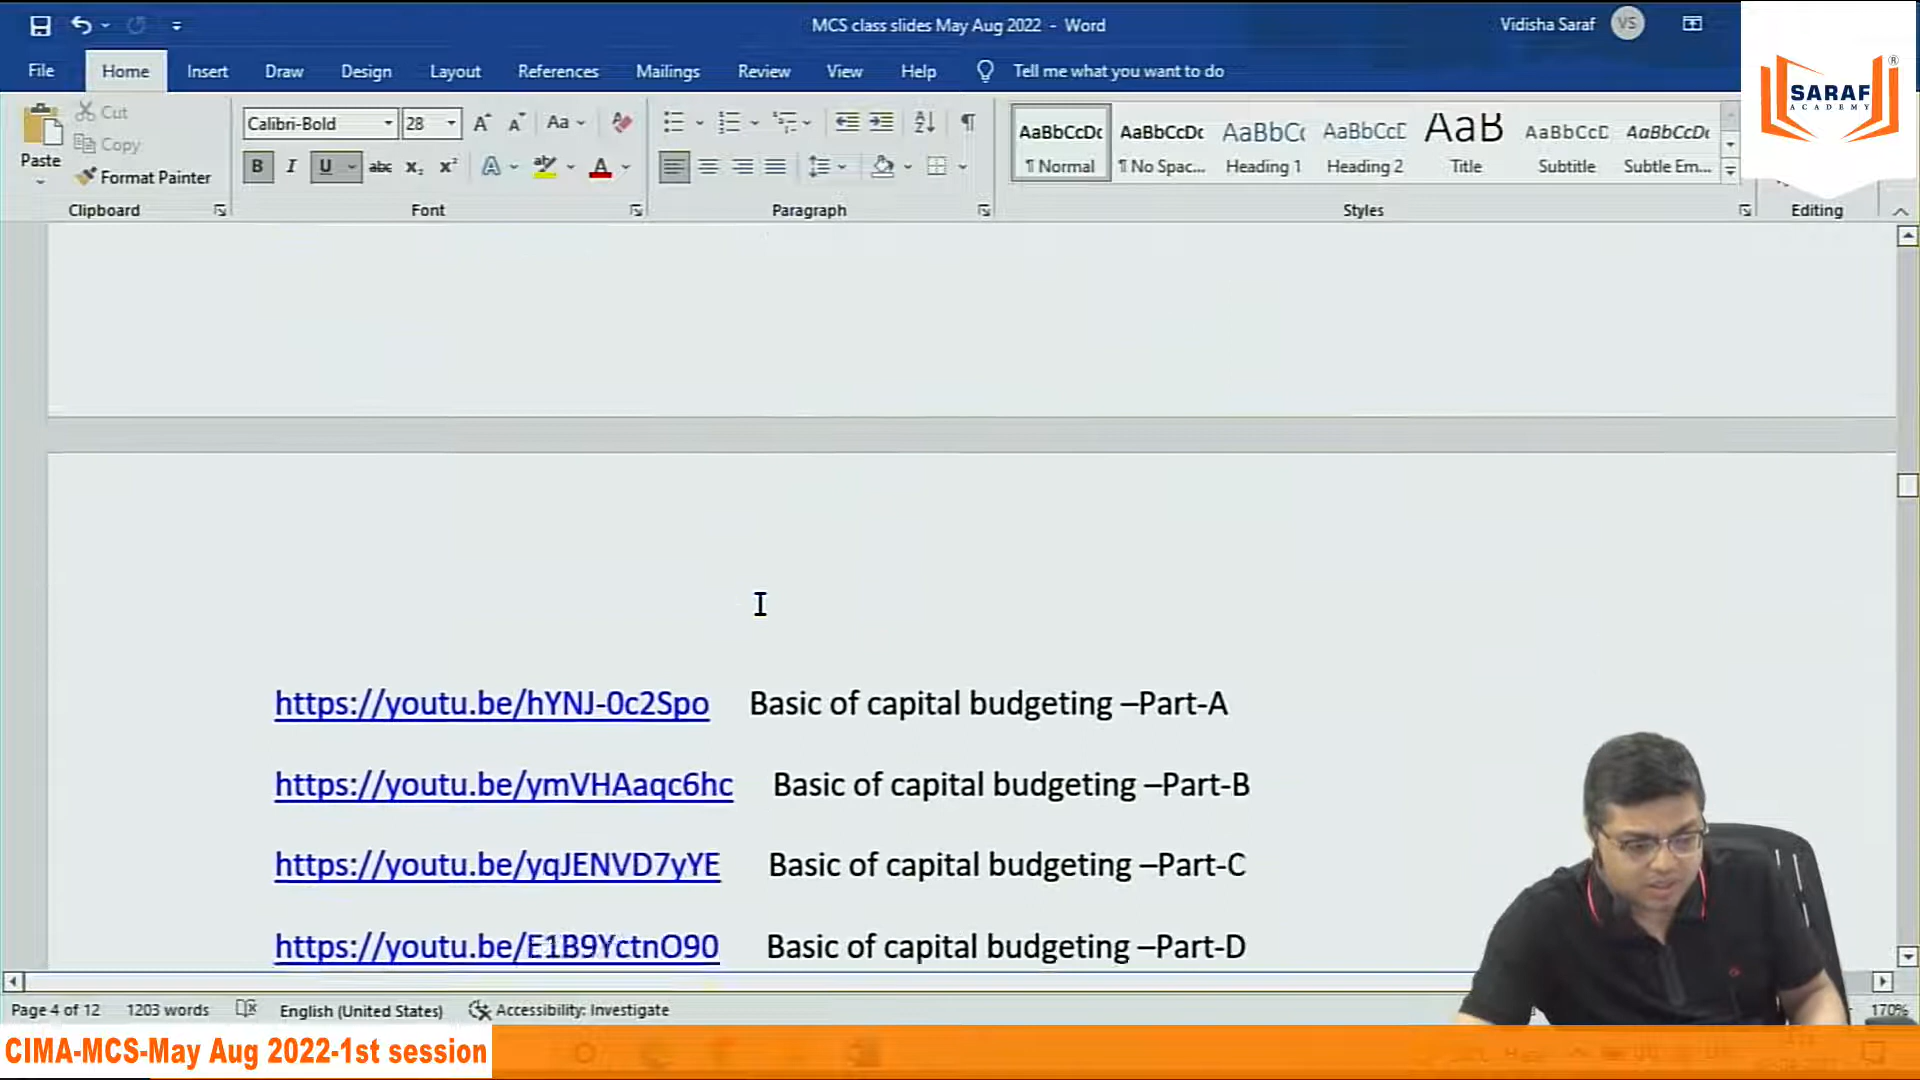 MCS class slides May Aug 2022 - Word
Vidisha Saraf
VS
SARAF
ACADEMY
®
File
Home
Insert
Draw
Design
Layout
References
Mailings
Review
View
Help
Tell me what you want to do
Paste
Cut
Copy
Format Painter
Clipboard
Calibri-Bold
28
Font
Paragraph
AaBbCcDc
¶ Normal
AaBbCcDc
¶ No Spac...
AaBbC
Heading 1
AaBbCcD
Heading 2
AaB
Title
AaBbCcD
Subtitle
AaBbCcDc
Subtle Em...
Styles
Editing
https://youtu.be/hYNJ-0c2Spo Basic of capital budgeting –Part-A
https://youtu.be/ymVHAaqc6hc Basic of capital budgeting –Part-B
https://youtu.be/yqJENVD7yYE Basic of capital budgeting –Part-C
https://youtu.be/E1B9YctnO90 Basic of capital budgeting –Part-D
Page 4 of 12
1203 words
English (United States)
Accessibility: Investigate
170%
CIMA-MCS-May Aug 2022-1st session